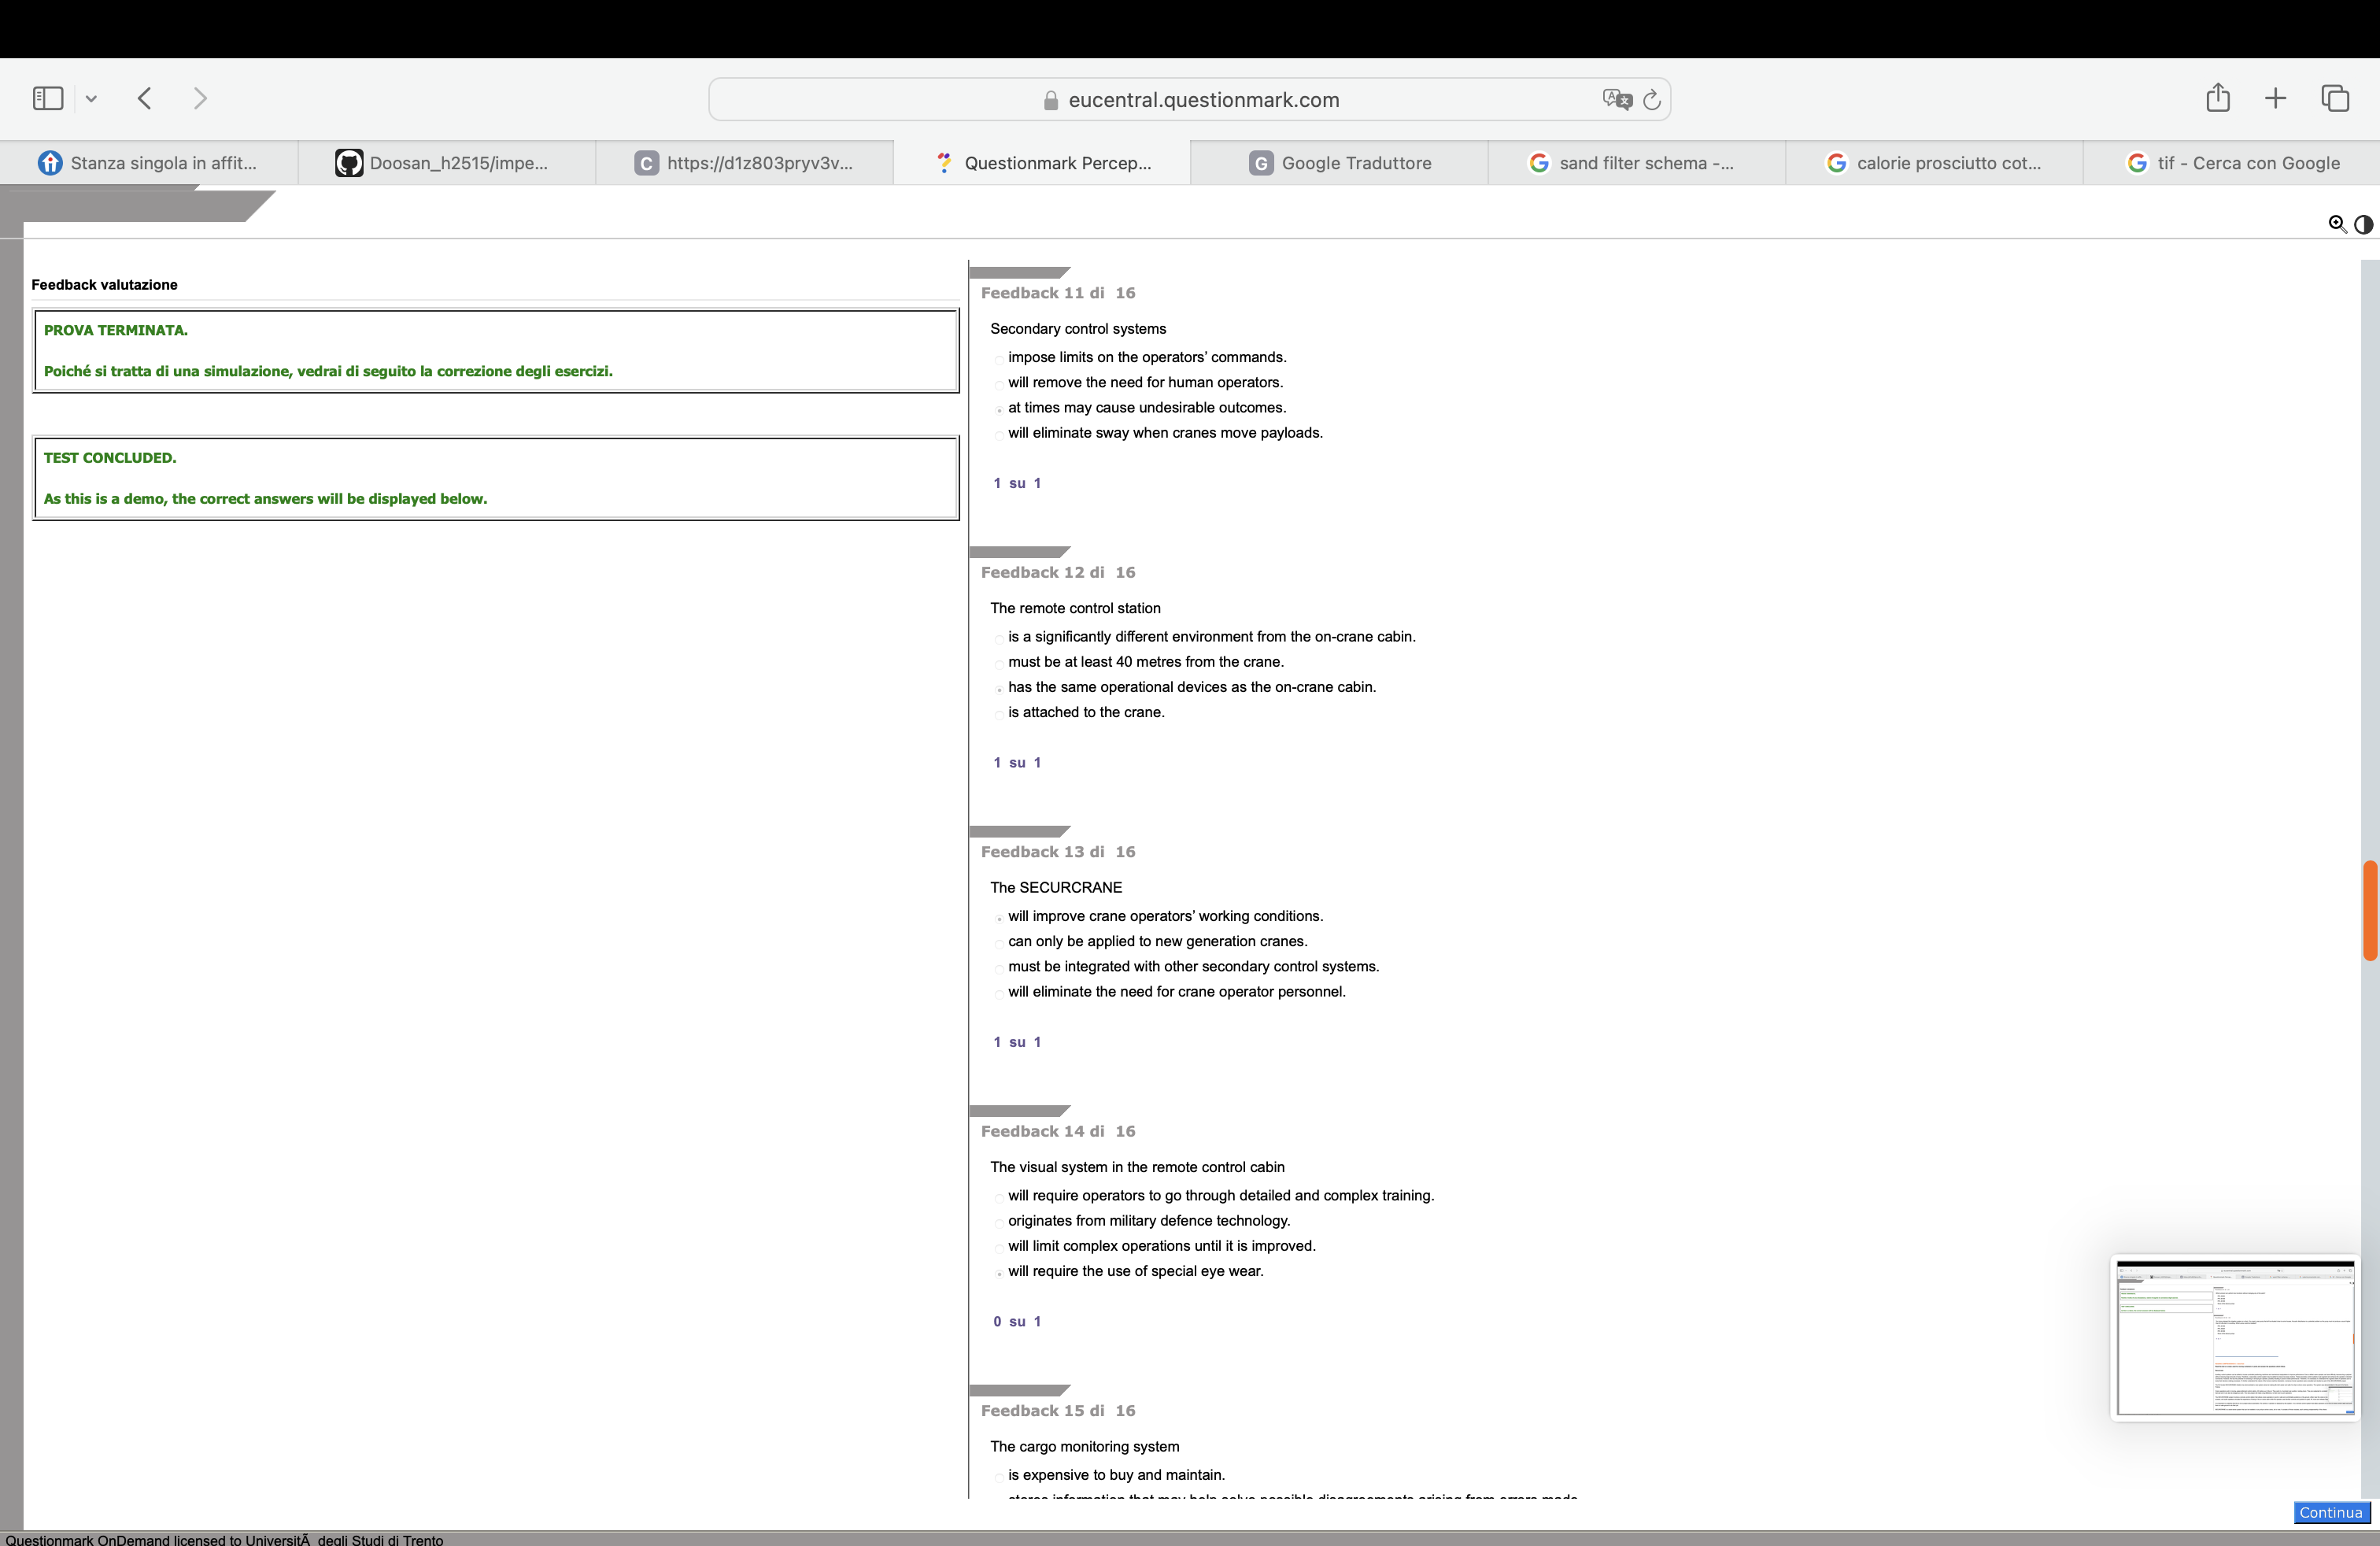 eucentral.questionmark.com
Stanza singola in affit...
Doosan_h2515/impe...
C https://d1z803pryv3v...
Questionmark Percep...
G Google Traduttore
sand filter schema -...
calorie prosciutto cot...
tif - Cerca con Google
Feedback valutazione
PROVA TERMINATA.
Poiché si tratta di una simulazione, vedrai di seguito la correzione degli esercizi.
TEST CONCLUDED.
As this is a demo, the correct answers will be displayed below.
Feedback 11 di 16
Secondary control systems
impose limits on the operators' commands.
will remove the need for human operators.
at times may cause undesirable outcomes.
will eliminate sway when cranes move payloads.
1 su 1
Feedback 12 di 16
The remote control station
is a significantly different environment from the on-crane cabin.
must be at least 40 metres from the crane.
has the same operational devices as the on-crane cabin.
is attached to the crane.
1 su 1
Feedback 13 di 16
The SECURCRANE
will improve crane operators' working conditions.
can only be applied to new generation cranes.
must be integrated with other secondary control systems.
will eliminate the need for crane operator personnel.
1 su 1
Feedback 14 di 16
The visual system in the remote control cabin
will require operators to go through detailed and complex training.
originates from military defence technology.
will limit complex operations until it is improved.
will require the use of special eye wear.
0 su 1
Feedback 15 di 16
The cargo monitoring system
is expensive to buy and maintain.
stores information that may help solve possible disagreements arising from errors made
Continua
Questionmark OnDemand licensed to UniversitÃ degli Studi di Trento